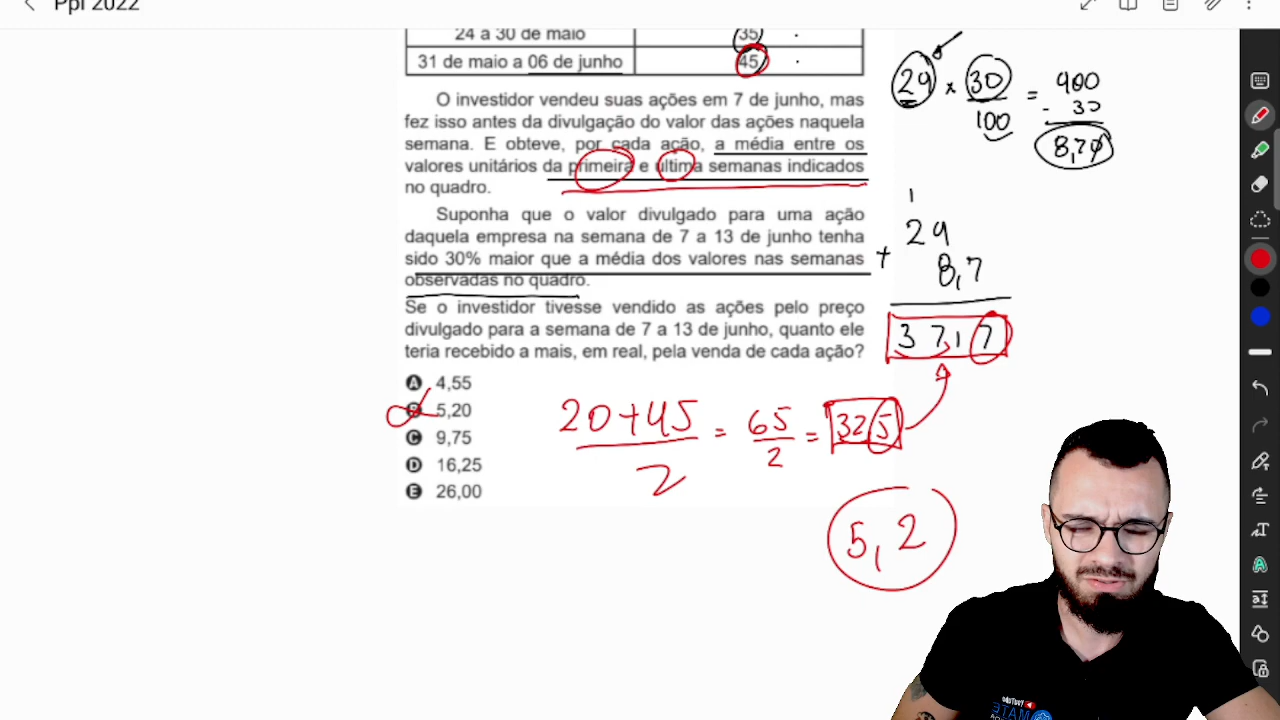 Ppl 2022
24 a 30 de maio 35
31 de maio a 06 de junho 45
O investidor vendeu suas ações em 7 de junho, mas
fez isso antes da divulgação do valor das ações naquela
semana. E obteve, por cada ação, a média entre os
valores unitários da primeira e última semanas indicados
no quadro.
Suponha que o valor divulgado para uma ação
daquela empresa na semana de 7 a 13 de junho tenha
sido 30% maior que a média dos valores nas semanas
observadas no quadro.
Se o investidor tivesse vendido as ações pelo preço
divulgado para a semana de 7 a 13 de junho, quanto ele
teria recebido a mais, em real, pela venda de cada ação?
A 4,55
B 5,20
C 9,75
D 16,25
E 26,00
29 × 30 = 900
100 - 30
8,70
1
29
+ 8,7
37,7
20+45 = 65 = 325
2 2
5,2
MATE